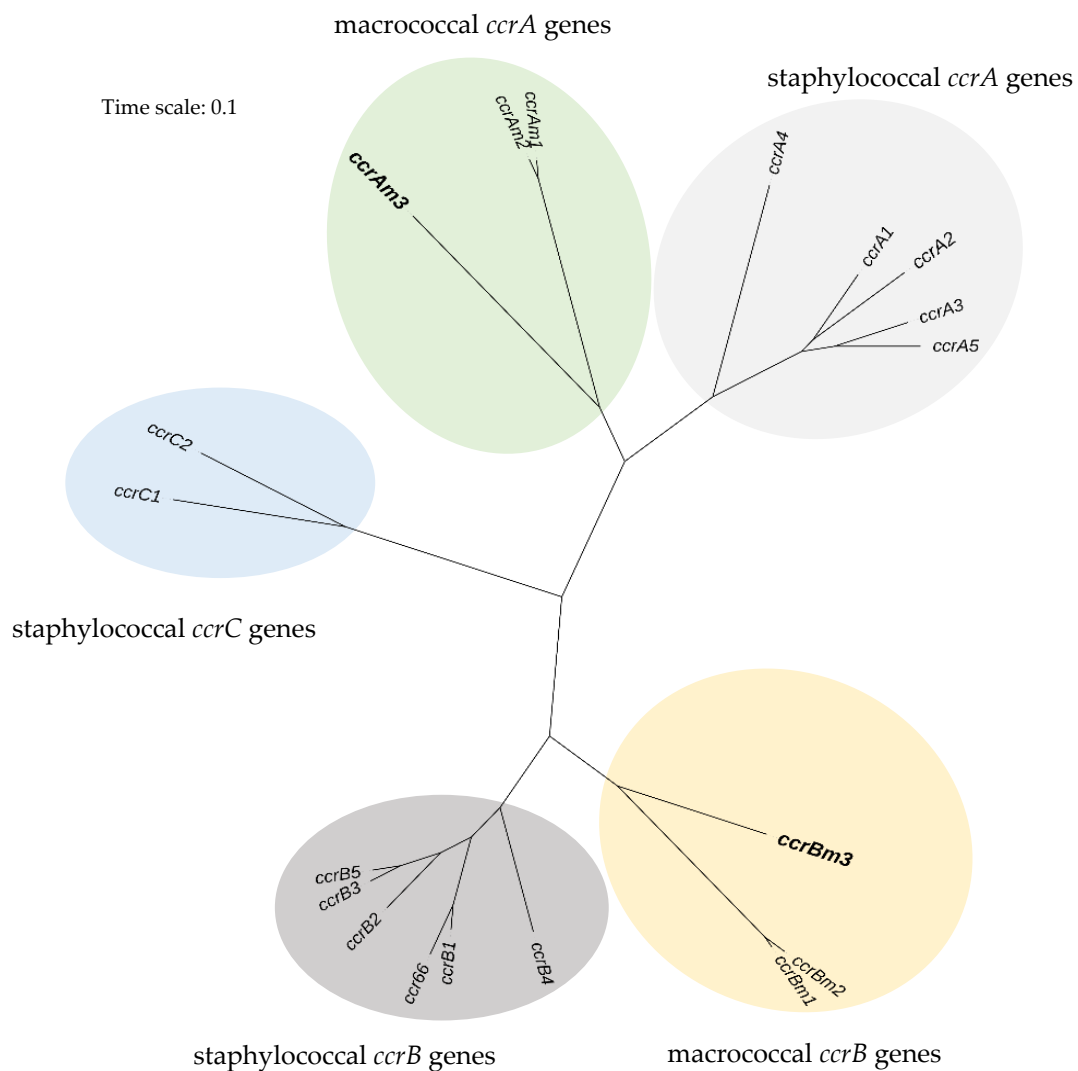 macrococcal ccrA genes
staphylococcal ccrA genes
Time scale: 0.1
ccrAm1
ccrAm2
ccrAm3
ccrA4
ccrA1
ccrA2
ccrA3
ccrA5
ccrC2
ccrC1
staphylococcal ccrC genes
ccrBm3
ccrBm2
ccrBm1
ccrB5
ccrB3
ccrB2
ccr66
ccrB1
ccrB4
staphylococcal ccrB genes
macrococcal ccrB genes